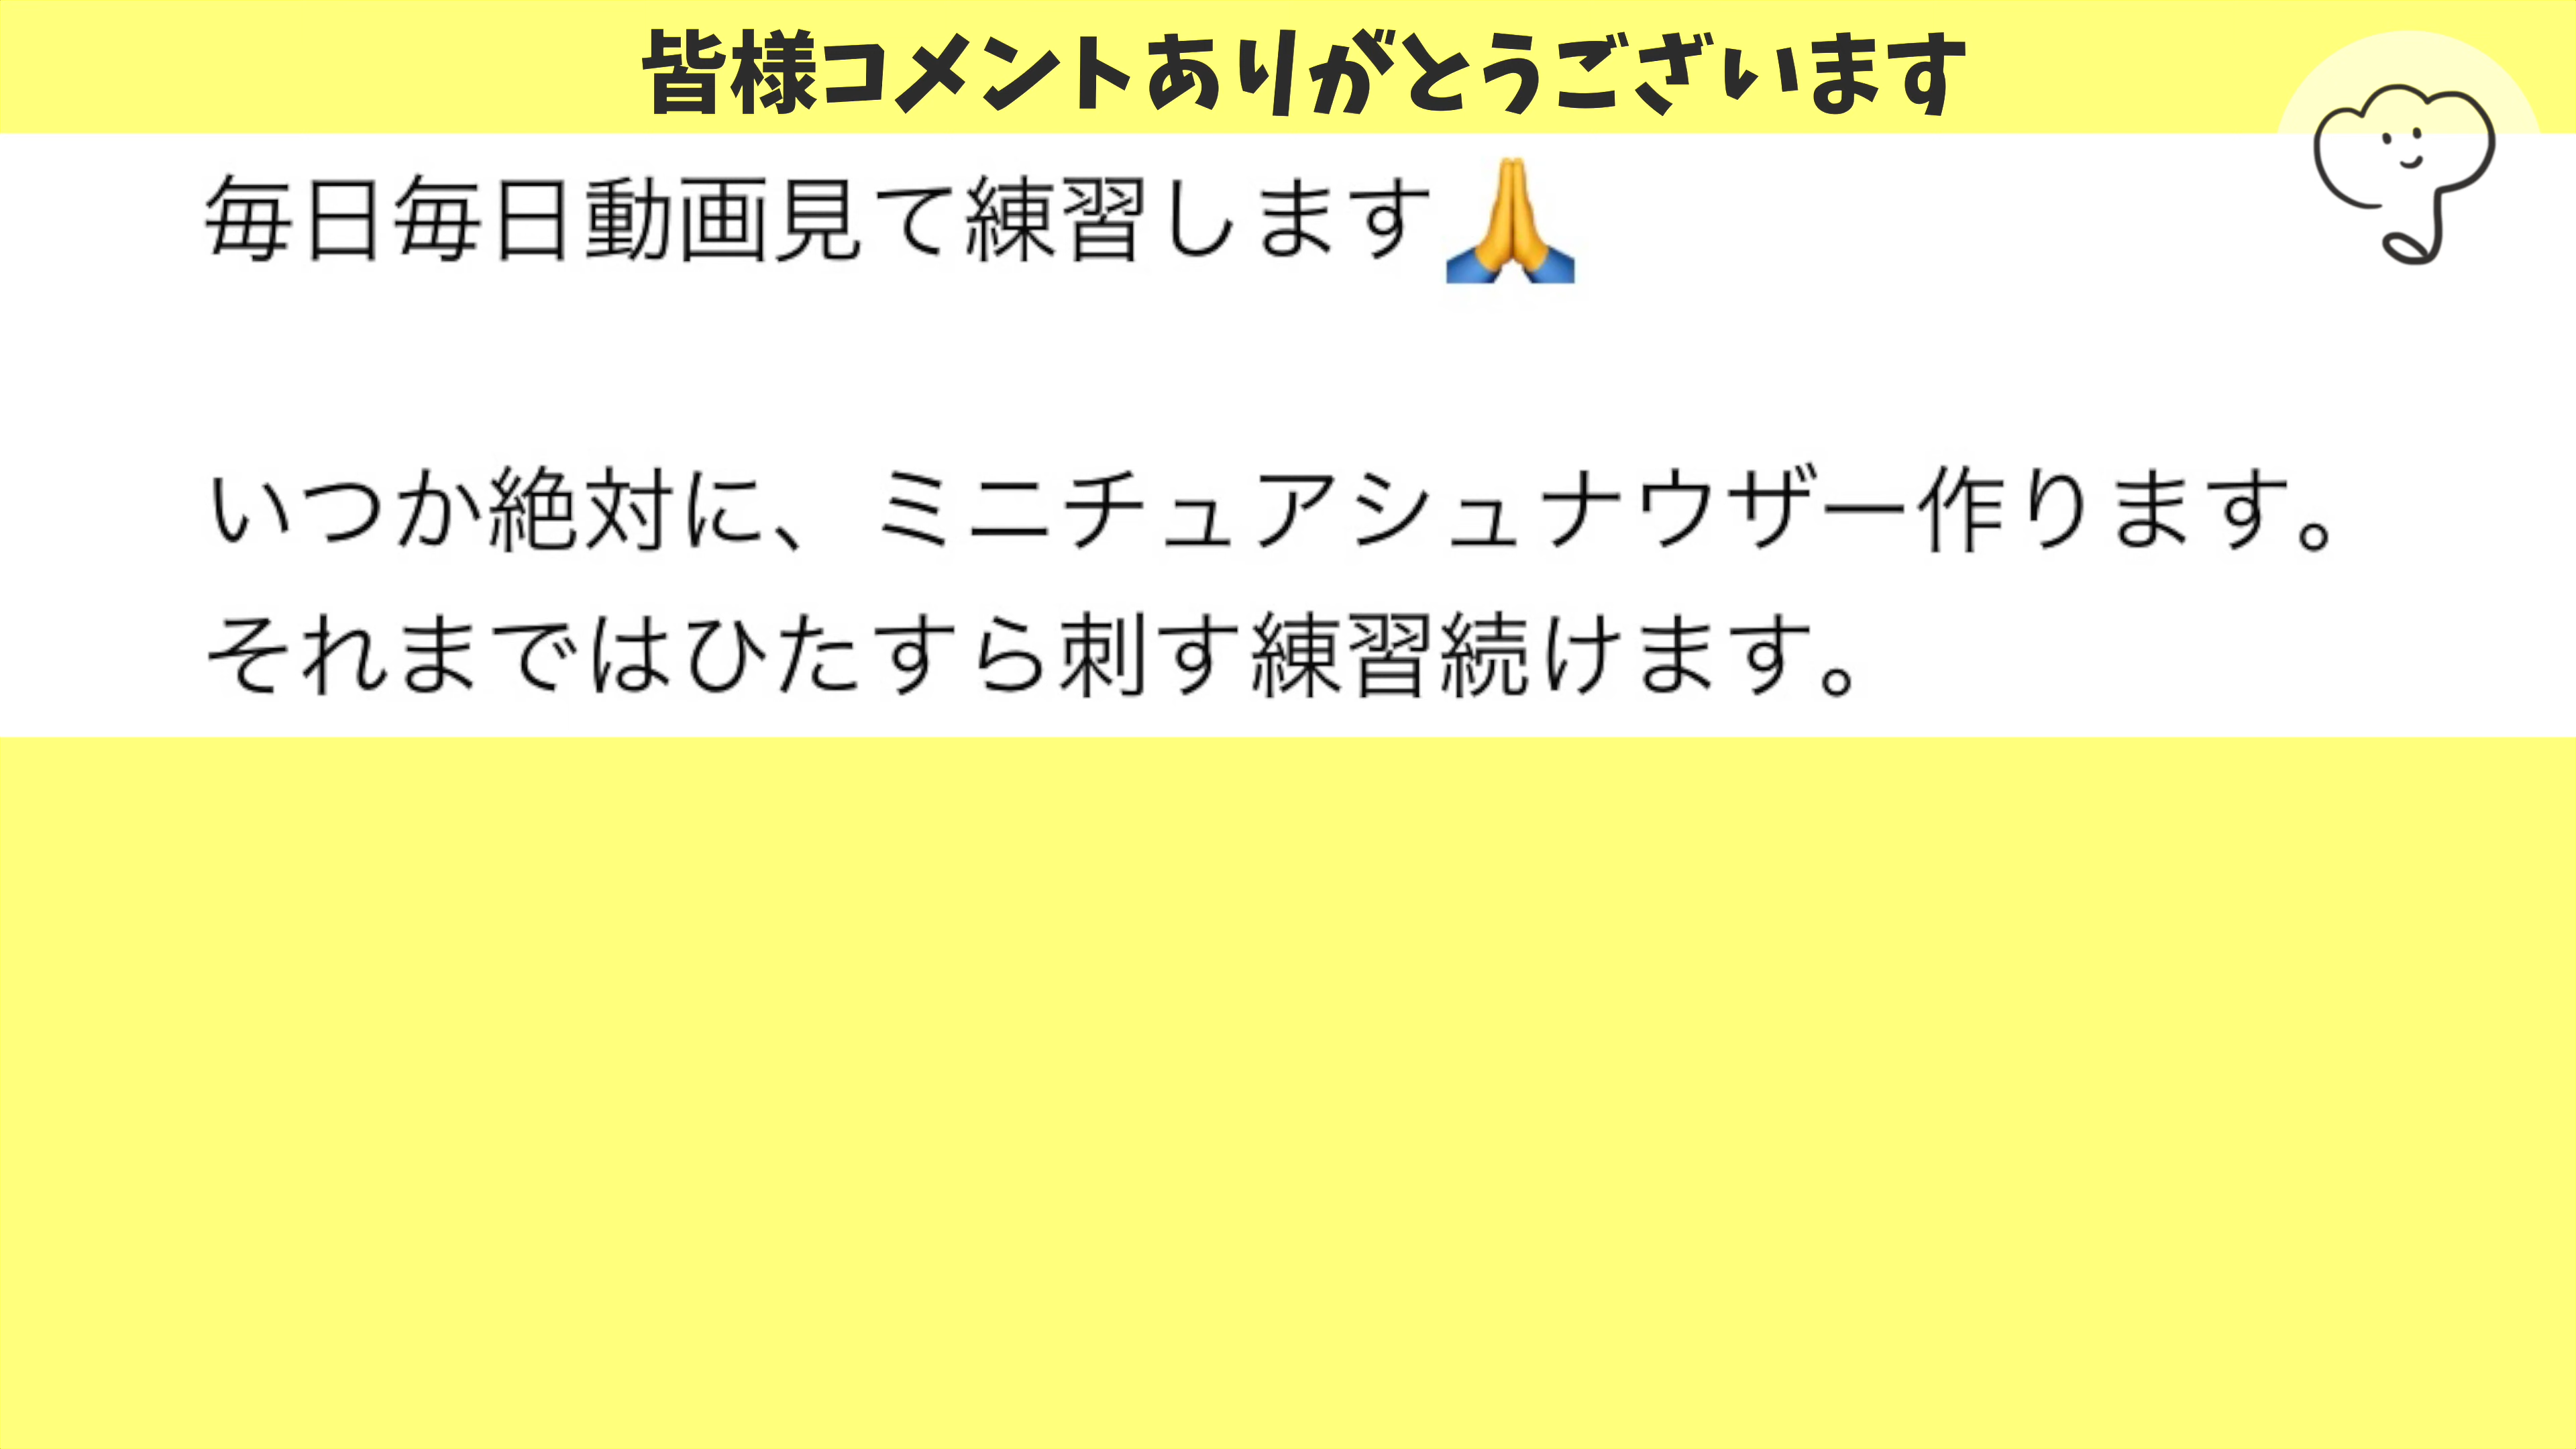 皆様コメントありがとうございます
毎日毎日動画見て練習します🙏
いつか絶対に、ミニチュアシュナウザー作ります。
それまではひたすら刺す練習続けます。